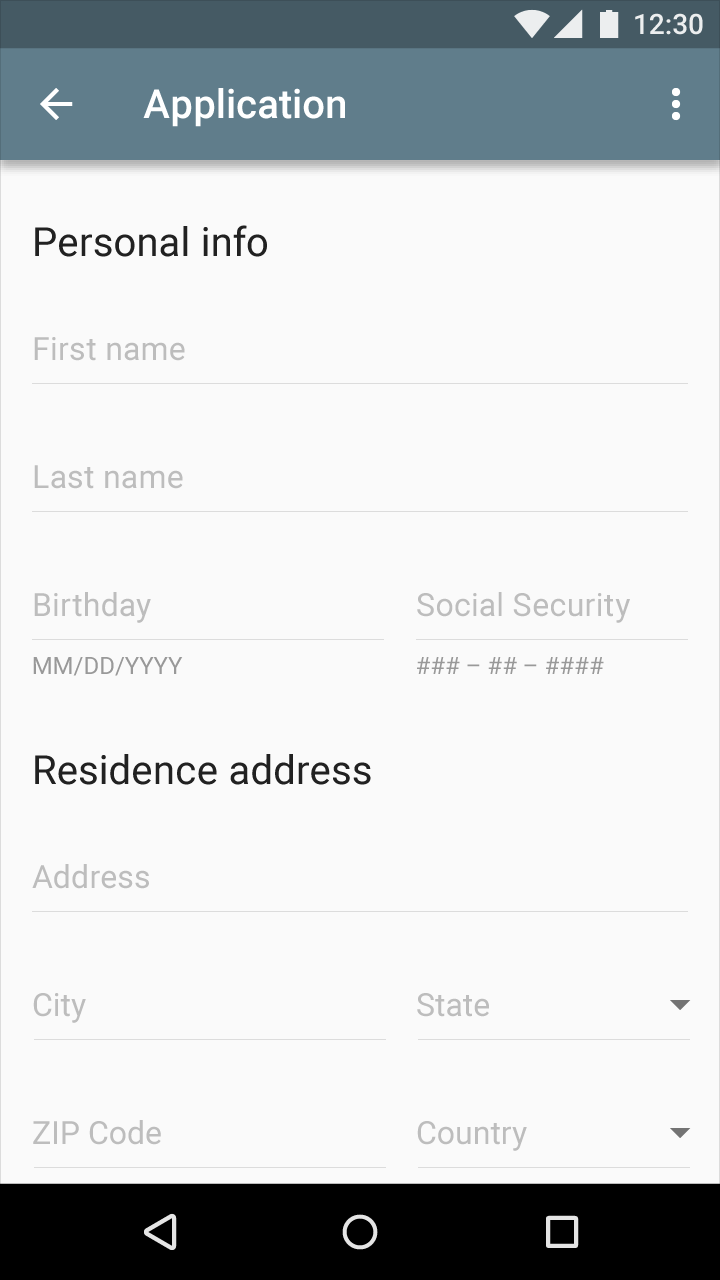 12:30
Application
Personal info
First name
Last name
Birthday Social Security
MM/DD/YYYY ### – ## – ####
Residence address
Address
City State
ZIP Code Country